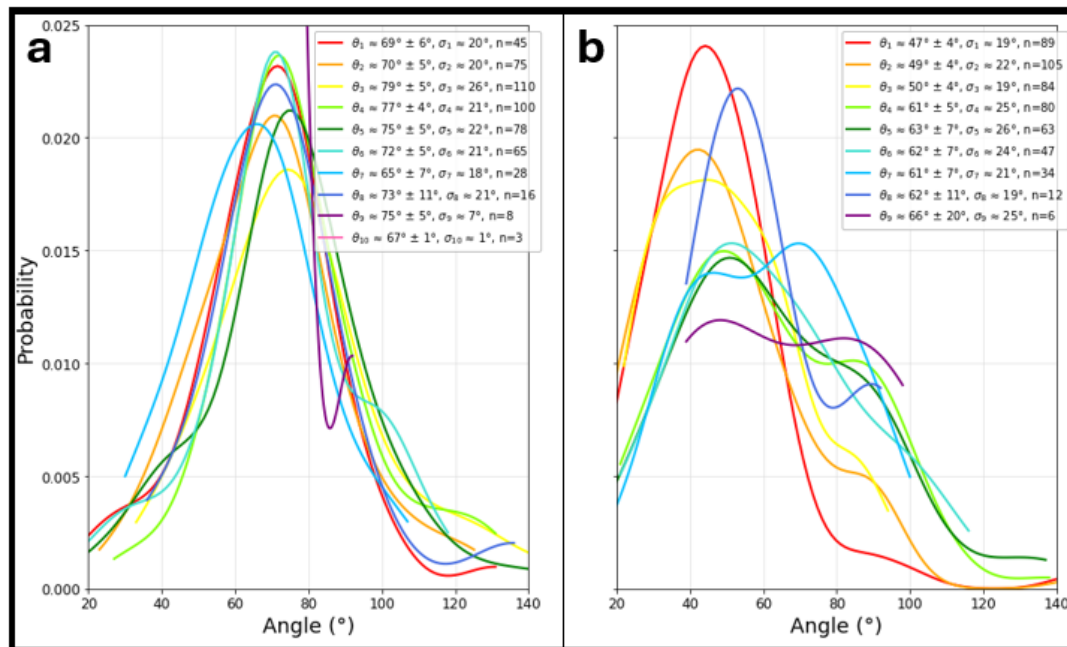 a
θ1 ≈ 69° ± 6°, σ1 ≈ 20°, n=45
θ2 ≈ 70° ± 5°, σ2 ≈ 20°, n=75
θ3 ≈ 79° ± 5°, σ3 ≈ 26°, n=110
θ4 ≈ 77° ± 4°, σ4 ≈ 21°, n=100
θ5 ≈ 75° ± 5°, σ5 ≈ 22°, n=78
θ6 ≈ 72° ± 5°, σ6 ≈ 21°, n=65
θ7 ≈ 65° ± 7°, σ7 ≈ 18°, n=28
θ8 ≈ 73° ± 11°, σ8 ≈ 21°, n=16
θ9 ≈ 75° ± 5°, σ9 ≈ 7°, n=8
θ10 ≈ 67° ± 1°, σ10 ≈ 1°, n=3
0.025
0.020
0.015
0.010
0.005
0.000
Probability
20 40 60 80 100 120 140
Angle (°)
b
θ1 ≈ 47° ± 4°, σ1 ≈ 19°, n=89
θ2 ≈ 49° ± 4°, σ2 ≈ 22°, n=105
θ3 ≈ 50° ± 4°, σ3 ≈ 19°, n=84
θ4 ≈ 61° ± 5°, σ4 ≈ 25°, n=80
θ5 ≈ 63° ± 7°, σ5 ≈ 26°, n=63
θ6 ≈ 62° ± 7°, σ6 ≈ 24°, n=47
θ7 ≈ 61° ± 7°, σ7 ≈ 21°, n=34
θ8 ≈ 62° ± 11°, σ8 ≈ 19°, n=12
θ9 ≈ 66° ± 20°, σ9 ≈ 25°, n=6
20 40 60 80 100 120 140
Angle (°)